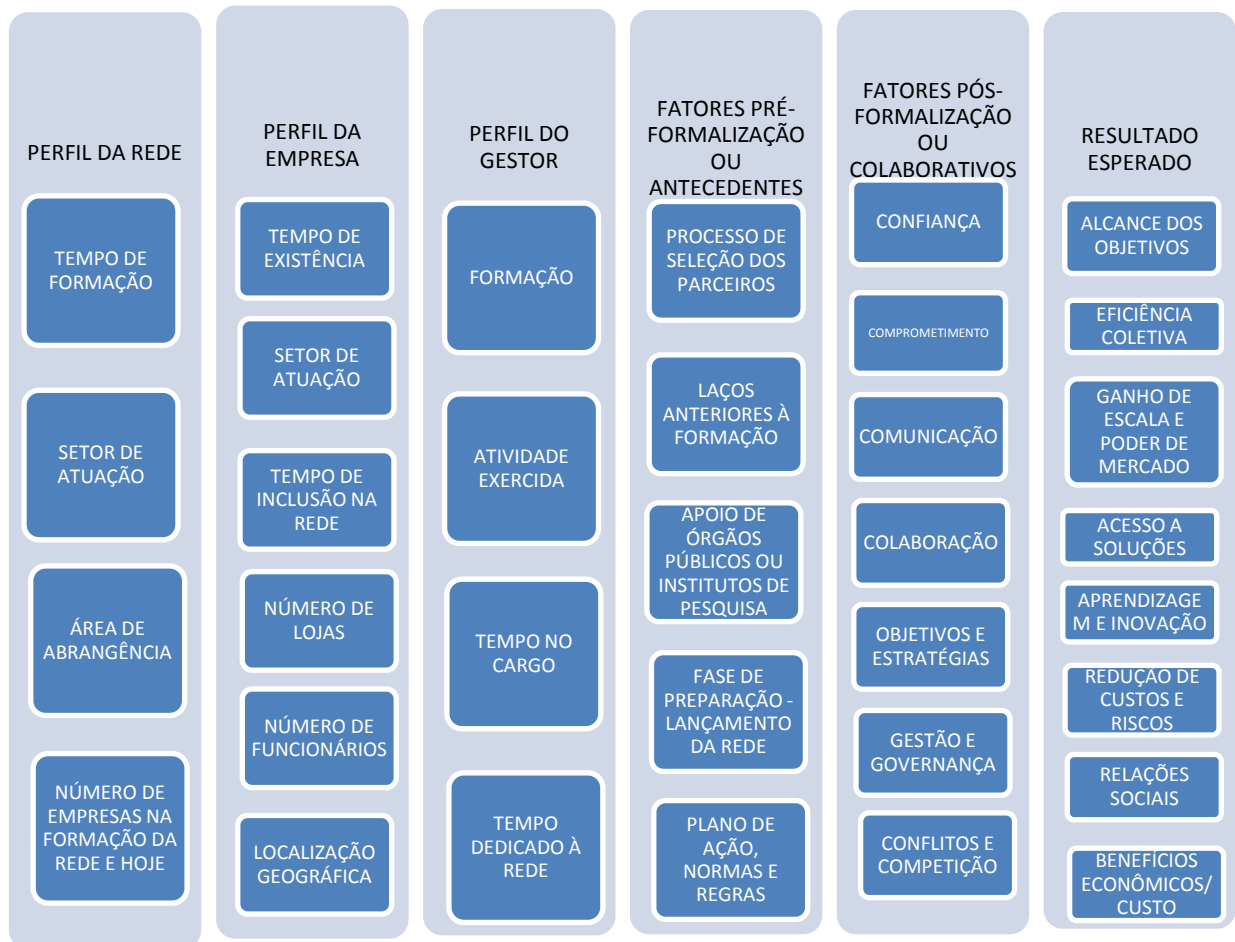 PERFIL DA REDE
TEMPO DE
FORMAÇÃO
SETOR DE
ATUAÇÃO
ÁREA DE
ABRANGÊNCIA
NÚMERO DE
EMPRESAS NA
FORMAÇÃO DA
REDE E HOJE
PERFIL DA
EMPRESA
TEMPO DE
EXISTÊNCIA
SETOR DE
ATUAÇÃO
TEMPO DE
INCLUSÃO NA
REDE
NÚMERO DE
LOJAS
NÚMERO DE
FUNCIONÁRIOS
LOCALIZAÇÃO
GEOGRÁFICA
PERFIL DO
GESTOR
FORMAÇÃO
ATIVIDADE
EXERCIDA
TEMPO NO
CARGO
TEMPO
DEDICADO À
REDE
FATORES PRÉ-
FORMALIZAÇÃO
OU
ANTECEDENTES
PROCESSO DE
SELEÇÃO DOS
PARCEIROS
LAÇOS
ANTERIORES À
FORMAÇÃO
APOIO DE
ÓRGÃOS
PÚBLICOS OU
INSTITUTOS DE
PESQUISA
FASE DE
PREPARAÇÃO -
LANÇAMENTO
DA REDE
PLANO DE
AÇÃO,
NORMAS E
REGRAS
FATORES PÓS-
FORMALIZAÇÃO
OU
COLABORATIVOS
CONFIANÇA
COMPROMETIMENTO
COMUNICAÇÃO
COLABORAÇÃO
OBJETIVOS E
ESTRATÉGIAS
GESTÃO E
GOVERNANÇA
CONFLITOS E
COMPETIÇÃO
RESULTADO
ESPERADO
ALCANCE DOS
OBJETIVOS
EFICIÊNCIA
COLETIVA
GANHO DE
ESCALA E
PODER DE
MERCADO
ACESSO A
SOLUÇÕES
APRENDIZAGE
M E INOVAÇÃO
REDUÇÃO DE
CUSTOS E
RISCOS
RELAÇÕES
SOCIAIS
BENEFÍCIOS
ECONÔMICOS/
CUSTO